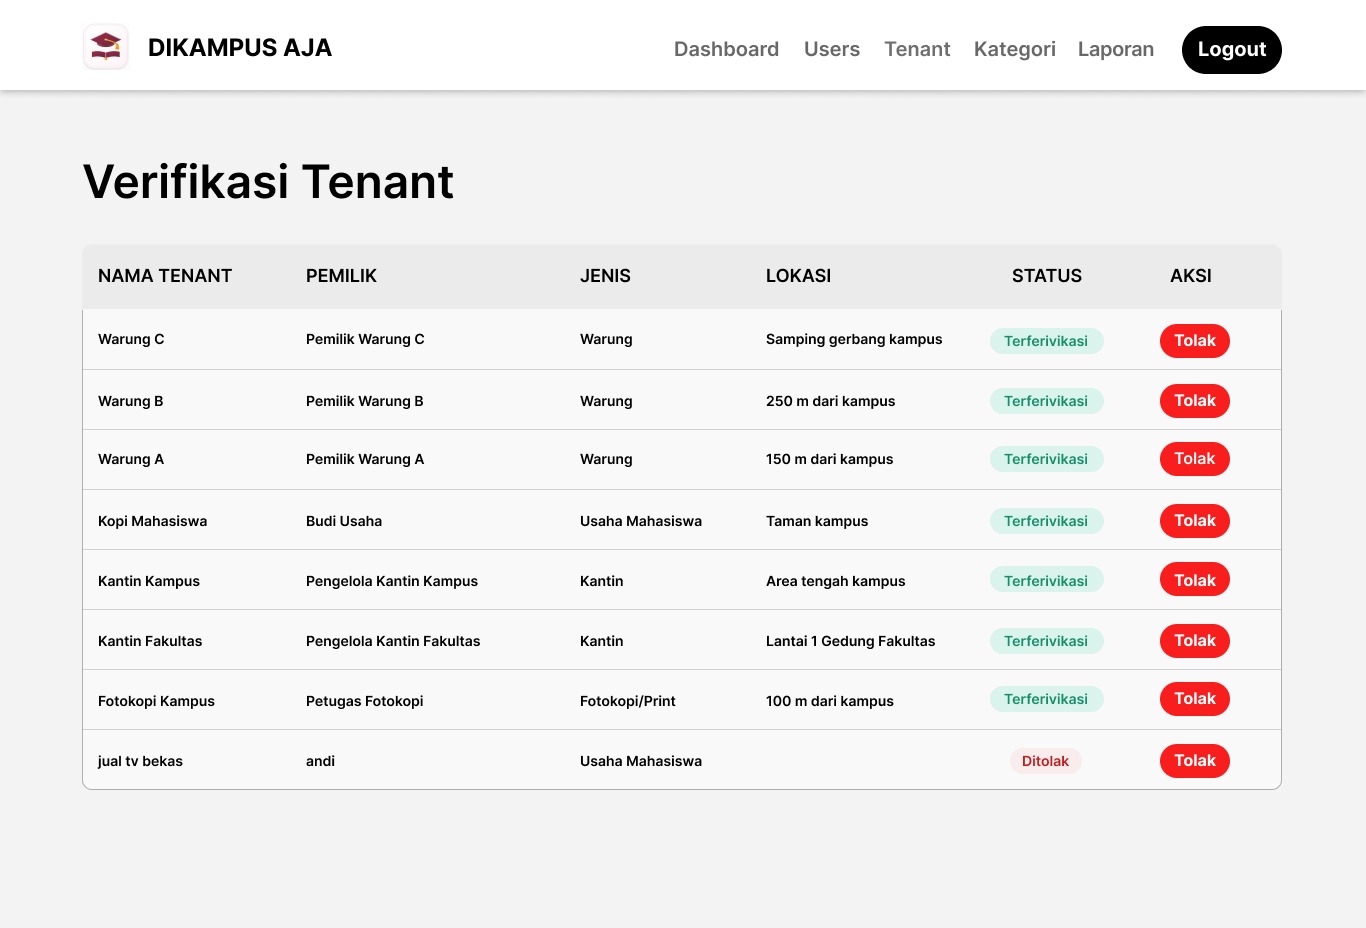 DIKAMPUS AJA Dashboard Users Tenant Kategori Laporan Logout
Verifikasi Tenant
NAMA TENANT PEMILIK JENIS LOKASI STATUS AKSI
Warung C Pemilik Warung C Warung Samping gerbang kampus Terferivikasi Tolak
Warung B Pemilik Warung B Warung 250 m dari kampus Terferivikasi Tolak
Warung A Pemilik Warung A Warung 150 m dari kampus Terferivikasi Tolak
Kopi Mahasiswa Budi Usaha Usaha Mahasiswa Taman kampus Terferivikasi Tolak
Kantin Kampus Pengelola Kantin Kampus Kantin Area tengah kampus Terferivikasi Tolak
Kantin Fakultas Pengelola Kantin Fakultas Kantin Lantai 1 Gedung Fakultas Terferivikasi Tolak
Fotokopi Kampus Petugas Fotokopi Fotokopi/Print 100 m dari kampus Terferivikasi Tolak
jual tv bekas andi Usaha Mahasiswa Ditolak Tolak